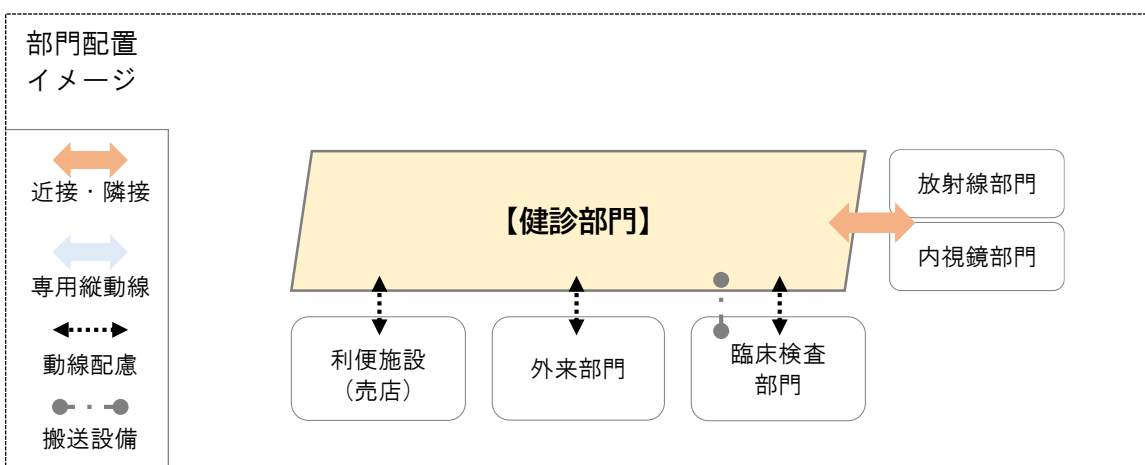 部門配置
イメージ
近接・隣接
専用縦動線
動線配慮
搬送設備
【健診部門】
放射線部門
内視鏡部門
利便施設
（売店）
外来部門
臨床検査
部門